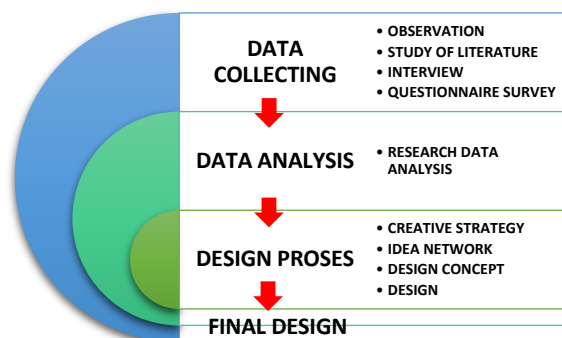 DATA
COLLECTING
• OBSERVATION
• STUDY OF LITERATURE
• INTERVIEW
• QUESTIONNAIRE SURVEY
DATA ANALYSIS
• RESEARCH DATA
ANALYSIS
DESIGN PROSES
• CREATIVE STRATEGY
• IDEA NETWORK
• DESIGN CONCEPT
• DESIGN
FINAL DESIGN